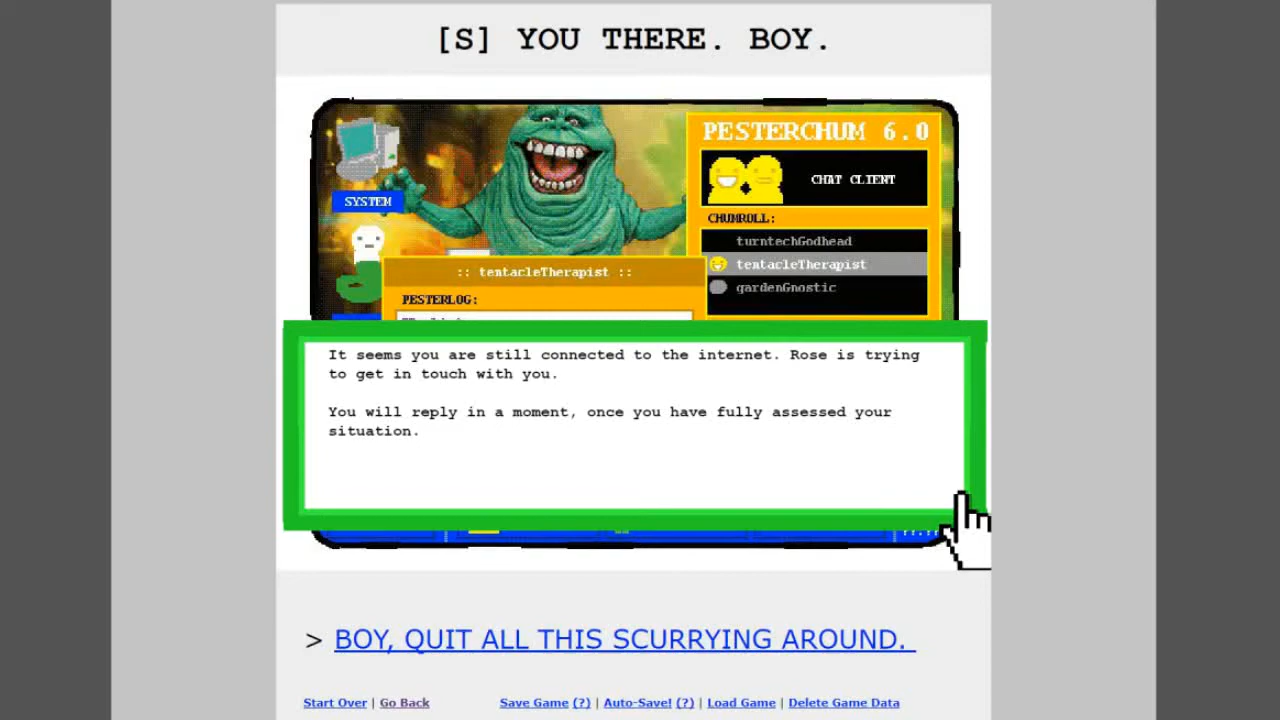 [S] YOU THERE. BOY.
PESTERCHUM 6.0
CHAT CLIENT
SYSTEM
CHUMROLL:
turntechGodhead
tentacleTherapist
gardenGnostic
:: tentacleTherapist ::
PESTERLOG:
It seems you are still connected to the internet. Rose is trying
to get in touch with you.
You will reply in a moment, once you have fully assessed your
situation.
> BOY, QUIT ALL THIS SCURRYING AROUND.
Start Over | Go Back
Save Game (?) | Auto-Save! (?) | Load Game | Delete Game Data